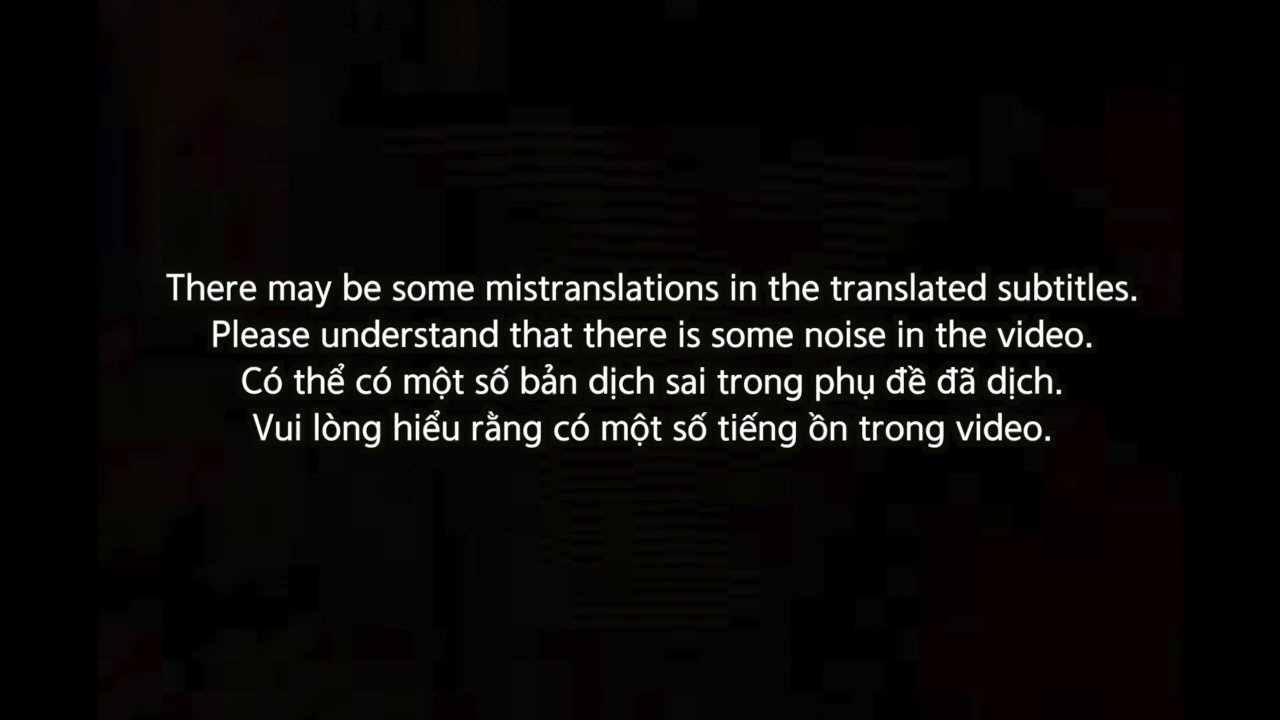 There may be some mistranslations in the translated subtitles.
Please understand that there is some noise in the video.
Có thể có một số bản dịch sai trong phụ đề đã dịch.
Vui lòng hiểu rằng có một số tiếng ồn trong video.